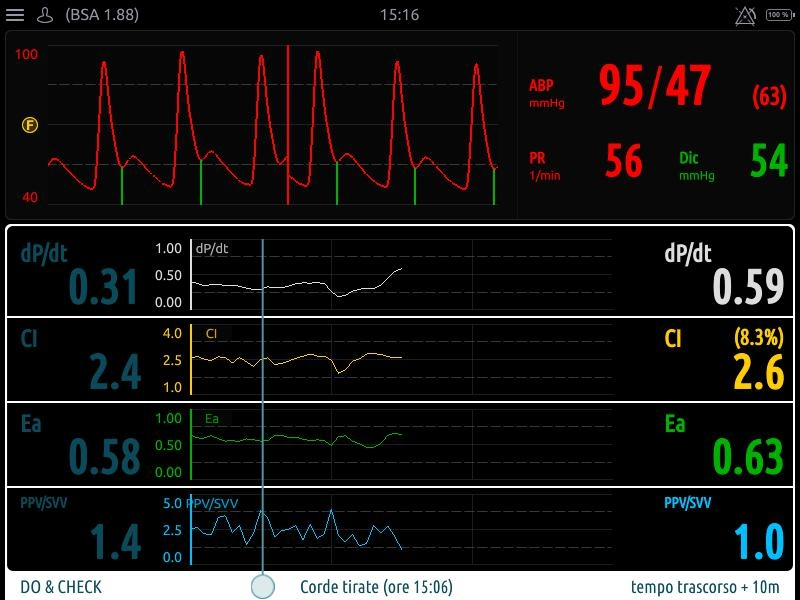 (BSA 1.88) 15:16 100 %
100
F
40
ABP
mmHg
95/47 (63)
PR
1/min
56
Dic
mmHg
54
dP/dt
0.31
1.00 dP/dt
0.50
0.00
dP/dt
0.59
CI
2.4
4.0 CI
2.5
1.0
CI (8.3%)
2.6
Ea
0.58
1.00 Ea
0.50
0.00
Ea
0.63
PPV/SVV
1.4
5.0 PPV/SVV
2.5
0.0
PPV/SVV
1.0
DO & CHECK Corde tirate (ore 15:06) tempo trascorso + 10m